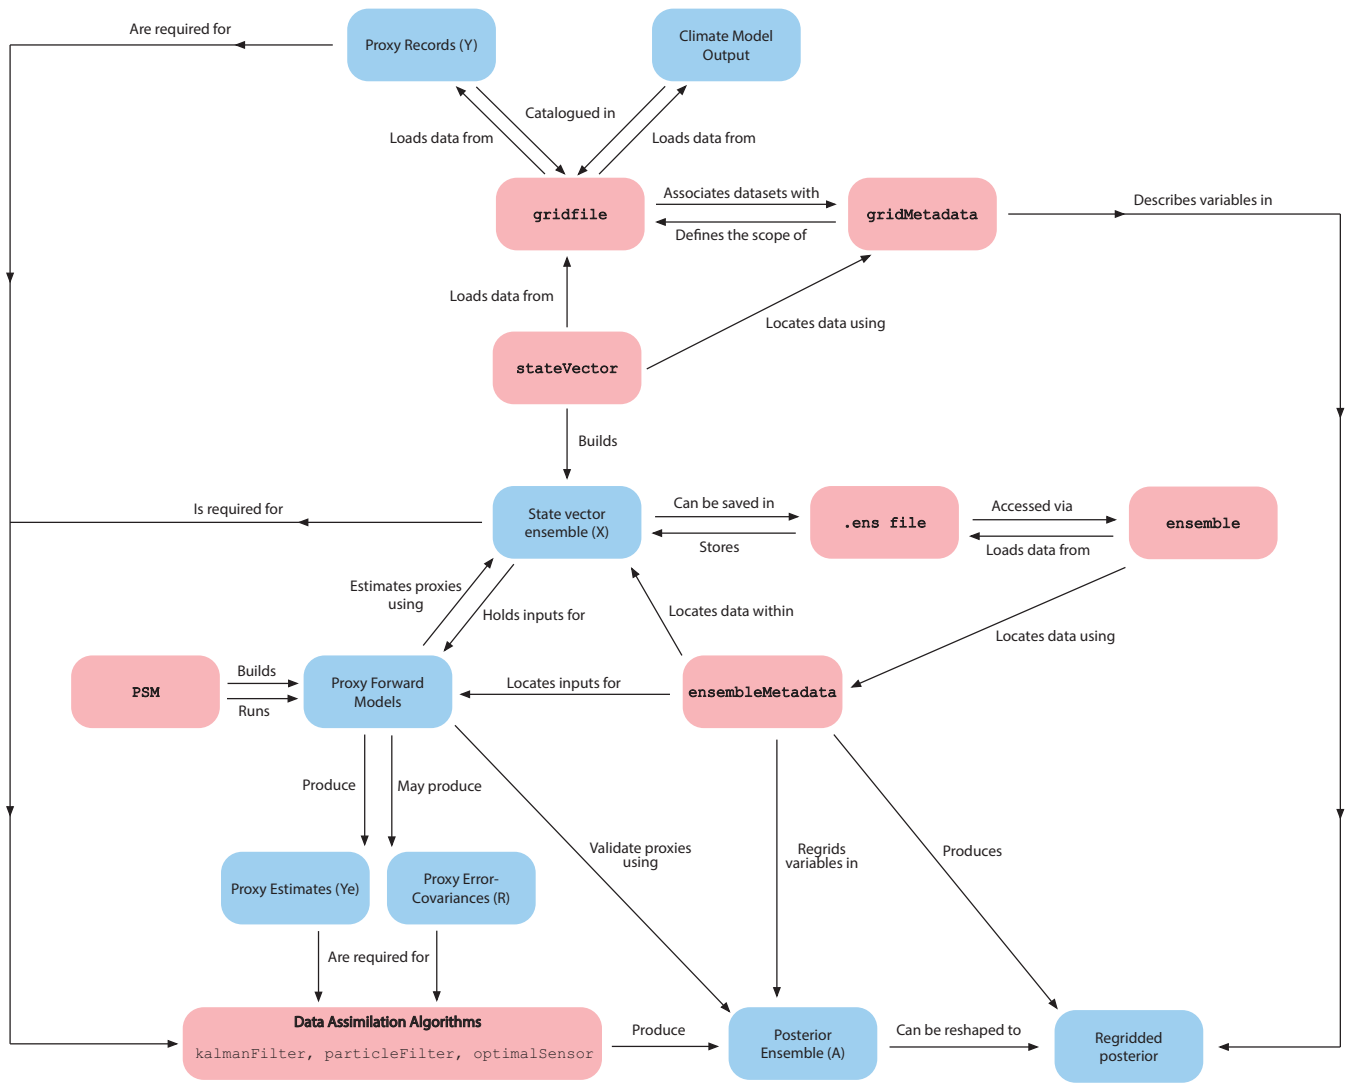 Are required for
Proxy Records (Y)
Climate Model
Output
Catalogued in
Loads data from
Loads data from
gridfile
Associates datasets with
Defines the scope of
gridMetadata
Describes variables in
Loads data from
Locates data using
stateVector
Builds
Is required for
State vector
ensemble (X)
Can be saved in
Stores
.ens file
Accessed via
Loads data from
ensemble
Estimates proxies
using
Holds inputs for
Locates data within
Locates data using
PSM
Builds
Runs
Proxy Forward
Models
Locates inputs for
ensembleMetadata
Produce
May produce
Validate proxies
using
Regrids
variables in
Produces
Proxy Estimates (Ye)
Proxy Error-
Covariances (R)
Are required for
Data Assimilation Algorithms
kalmanFilter, particleFilter, optimalSensor
Produce
Posterior
Ensemble (A)
Can be reshaped to
Regridded
posterior